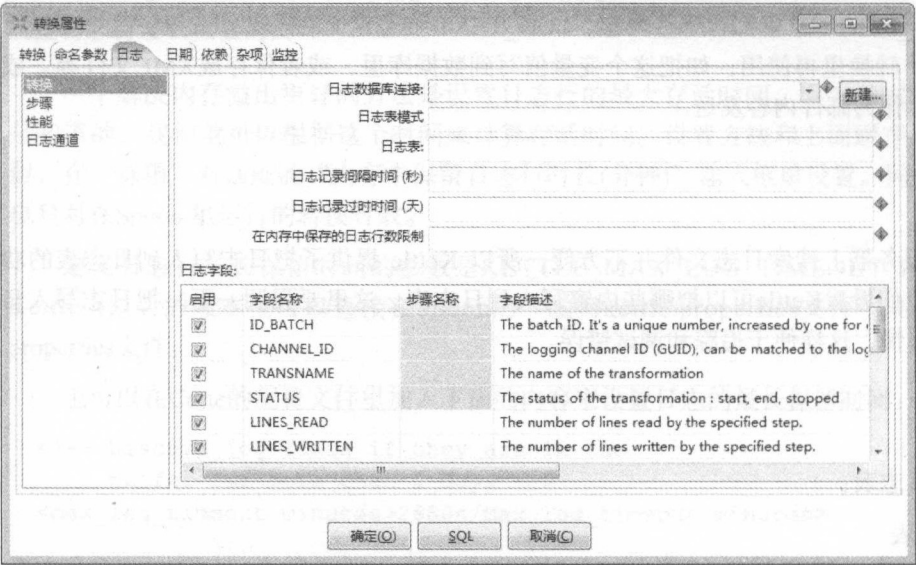 转换属性
转换 命名参数 日志 日期 依赖 杂项 监控
转换
步骤
性能
日志通道
日志数据库连接:
新建...
日志表模式
日志表:
日志记录间隔时间 (秒)
日志记录过时时间 (天)
在内存中保存的日志行数限制
日志字段:
启用 字段名称 步骤名称 字段描述
ID_BATCH The batch ID. It's a unique number, increased by one for
CHANNEL_ID The logging channel ID (GUID), can be matched to the log
TRANSNAME The name of the transformation
STATUS The status of the transformation : start, end, stopped
LINES_READ The number of lines read by the specified step.
LINES_WRITTEN The number of lines written by the specified step.
确定(O) SQL 取消(C)